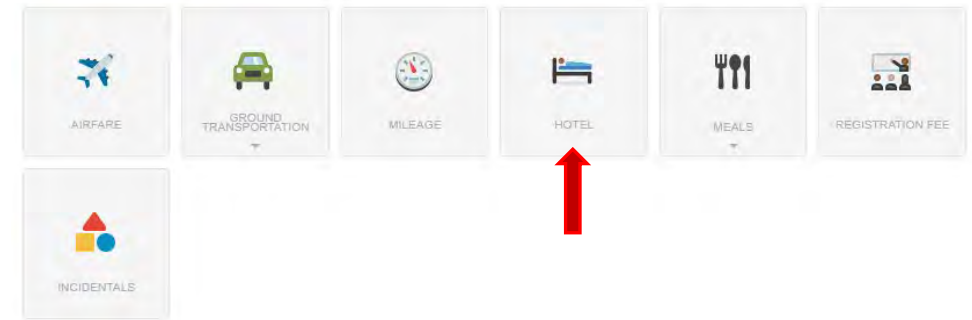 AIRFARE
GROUND
TRANSPORTATION
MILEAGE
HOTEL
MEALS
REGISTRATION FEE
INCIDENTALS